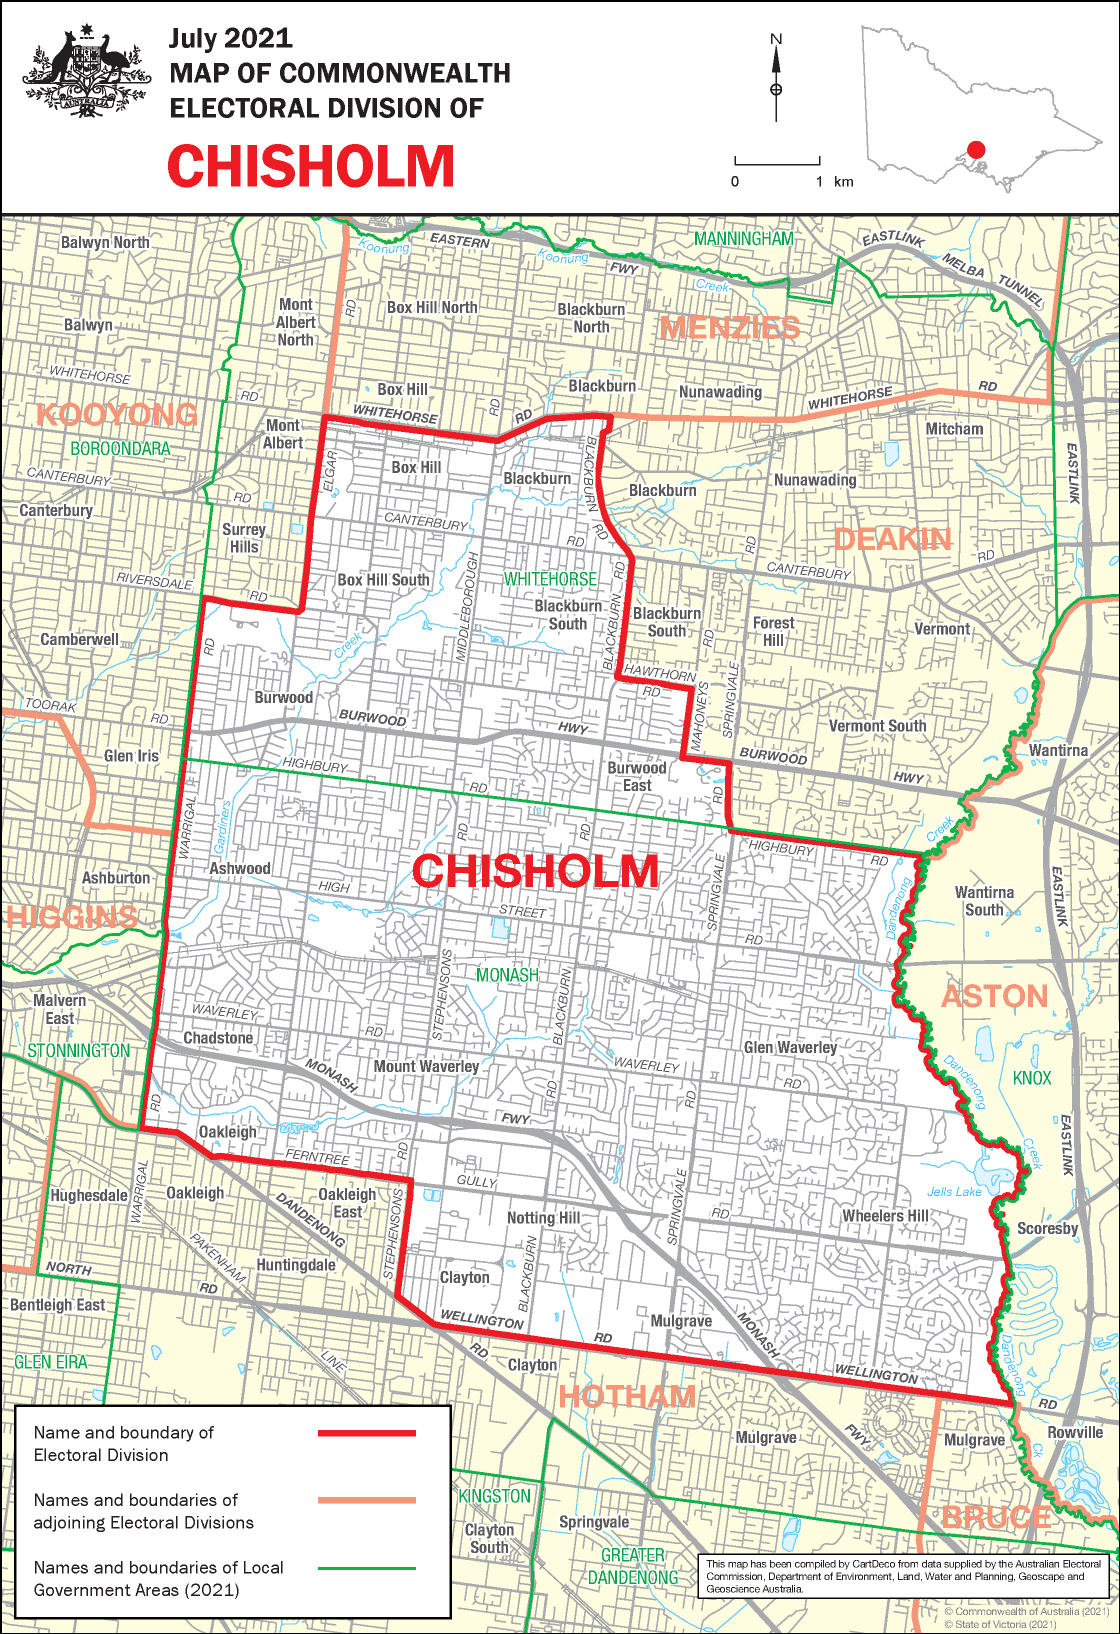 July 2021
MAP OF COMMONWEALTH
ELECTORAL DIVISION OF
CHISHOLM
AUSTRALIA
N
0 1 km
Balwyn North
Koonung
EASTERN
Koonung
FWY
MANNINGHAM
Creek
EASTLINK
MELBA TUNNEL
Mont
Albert
North
RD
Box Hill North
Blackburn
North
MENZIES
Balwyn
WHITEHORSE
RD
Box Hill
WHITEHORSE
RD
RD
Blackburn
Nunawading
WHITEHORSE
RD
KOOYONG
BOROONDARA
Mont
Albert
Mitcham
CANTERBURY
RD
Canterbury
ELGAR
Box Hill
Blackburn
BLACKBURN
RD
Blackburn
Nunawading
EASTLINK
Surrey
Hills
CANTERBURY
RD
DEAKIN
RD
CANTERBURY
RD
RIVERSDALE
RD
Box Hill South
MIDDLEBOROUGH
WHITEHORSE
Blackburn
South
BLACKBURN
RD
Blackburn
South
RD
Forest
Hill
Vermont
Camberwell
RD
Creek
HAWTHORN
RD
MAHONEYS
SPRINGVALE
TOORAK
RD
Burwood
BURWOOD
HWY
Vermont South
Wantirna
Glen Iris
HIGHBURY
RD
Burwood
East
RD
BURWOOD
HWY
WARRIGAL
Gardiners
RD
RD
HIGHBURY
RD
Creek
Ashburton
Ashwood
HIGH
STREET
CHISHOLM
SPRINGVALE
RD
Dandenong
Wantirna
South
EASTLINK
HIGGINS
STEPHENSONS
MONASH
BLACKBURN
ASTON
Malvern
East
WAVERLEY
RD
STONNINGTON
Chadstone
MONASH
Mount Waverley
WAVERLEY
RD
Glen Waverley
Dandenong
KNOX
RD
Oakleigh
FERNTREE
RD
FWY
RD
RD
Creek
EASTLINK
Hughesdale
WARRIGAL
Oakleigh
DANDENONG
Oakleigh
East
STEPHENSONS
GULLY
Notting Hill
SPRINGVALE
RD
Jells Lake
Wheelers Hill
Scoresby
NORTH
RD
PAKENHAM
LINE
Huntingdale
Clayton
BLACKBURN
Bentleigh East
WELLINGTON
RD
Mulgrave
MONASH
WELLINGTON
Dandenong
RD
GLEN EIRA
RD
Clayton
HOTHAM
Mulgrave
FWY
Mulgrave
Rowville
Ck
KINGSTON
Clayton
South
Springvale
GREATER
DANDENONG
BRUCE
Name and boundary of
Electoral Division
Names and boundaries of
adjoining Electoral Divisions
Names and boundaries of Local
Government Areas (2021)
This map has been compiled by CartDeco from data supplied by the Australian Electoral
Commission, Department of Environment, Land, Water and Planning, Geoscape and
Geoscience Australia.
© Commonwealth of Australia (2021)
© State of Victoria (2021)